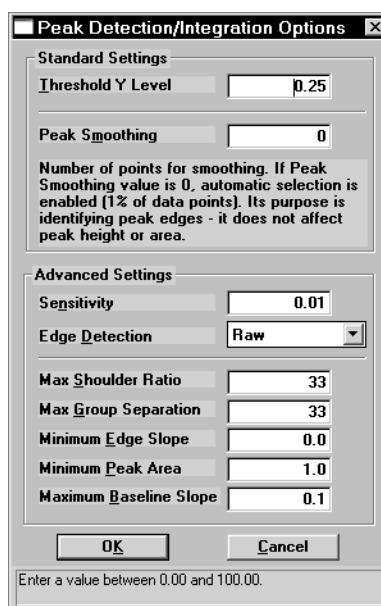 Peak Detection/Integration Options
Standard Settings
Threshold Y Level 0.25
Peak Smoothing 0
Number of points for smoothing. If Peak
Smoothing value is 0, automatic selection is
enabled (1% of data points). Its purpose is
identifying peak edges - it does not affect
peak height or area.
Advanced Settings
Sensitivity 0.01
Edge Detection Raw
Max Shoulder Ratio 33
Max Group Separation 33
Minimum Edge Slope 0.0
Minimum Peak Area 1.0
Maximum Baseline Slope 0.1
OK Cancel
Enter a value between 0.00 and 100.00.